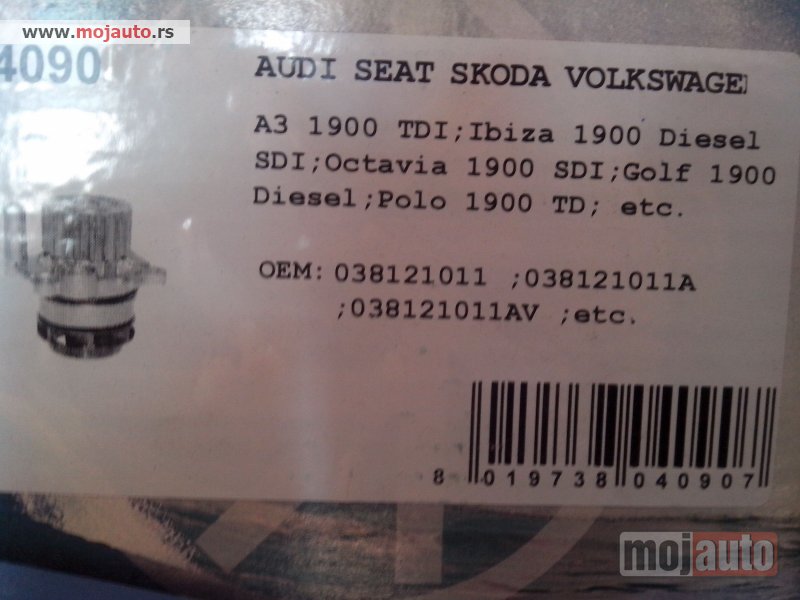 www.mojauto.rs
4090
AUDI SEAT SKODA VOLKSWAGE
A3 1900 TDI;Ibiza 1900 Diesel
SDI;Octavia 1900 SDI;Golf 1900
Diesel;Polo 1900 TD; etc.
OEM: 038121011 ;038121011A
;038121011AV ;etc.
8 019738 040907
mojauto